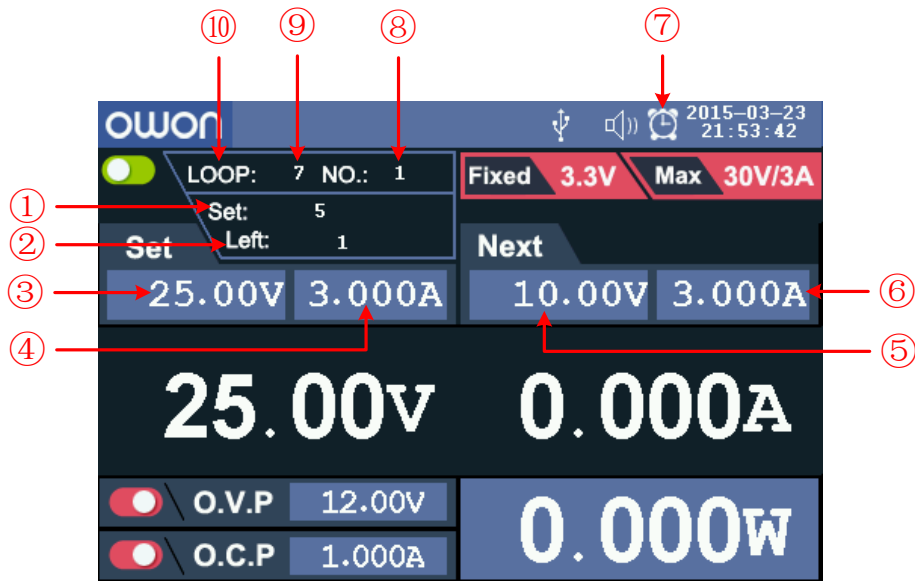 ⑩ ⑨ ⑧ ⑦
owon 2015-03-23
21:53:42
LOOP: 7 NO.: 1 Fixed 3.3V Max 30V/3A
① Set: 5
② Left: 1
Set Next
③ 25.00V 3.000A 10.00V 3.000A ⑥
④ ⑤
25.00V 0.000A
O.V.P 12.00V
0.000W
O.C.P 1.000A